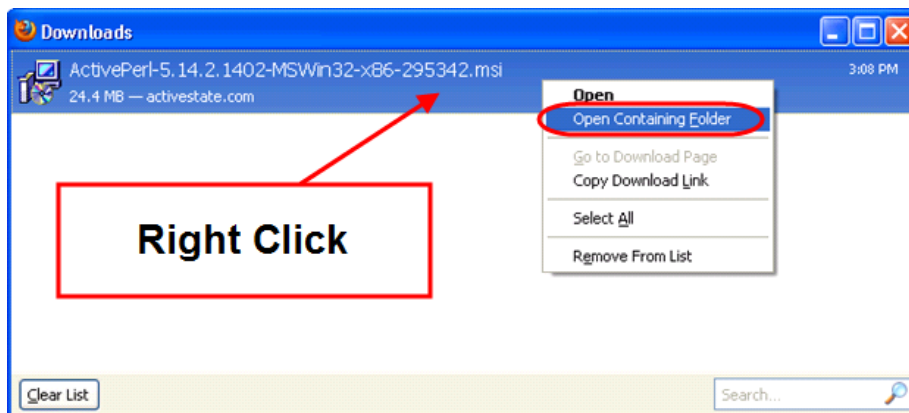 Downloads
ActivePerl-5.14.2.1402-MSWin32-x86-295342.msi
3:08 PM
24.4 MB — activestate.com
Open
Open Containing Folder
Go to Download Page
Copy Download Link
Select All
Remove From List
Right Click
Clear List
Search...